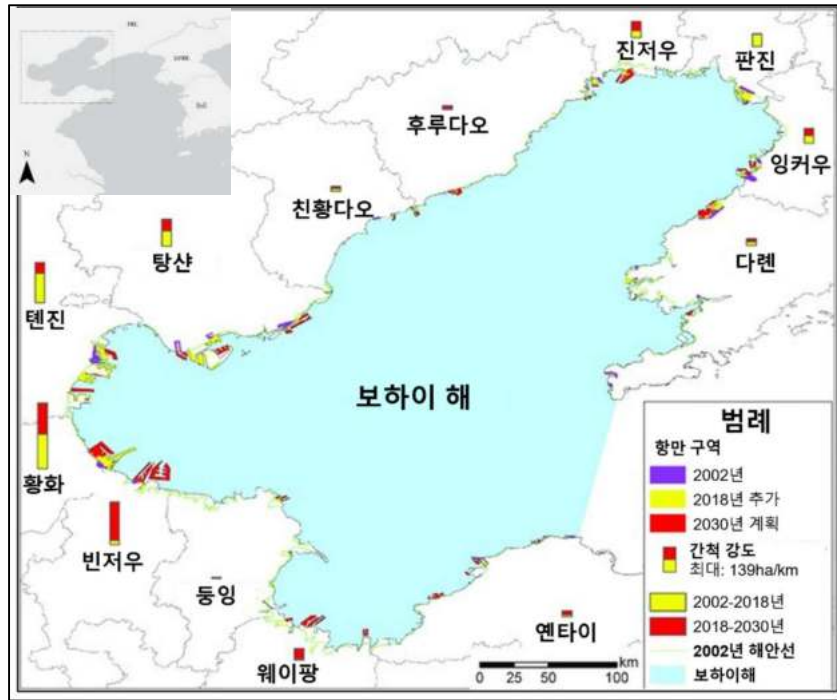 N
진저우
판진
후루다오
잉커우
친황다오
탕샨
다롄
톈진
보하이 해
황화
빈저우
둥잉
웨이팡
옌타이
km
0 25 50 100
범례
항만 구역
2002년
2018년 추가
2030년 계획
간척 강도
최대: 139ha/km
2002-2018년
2018-2030년
2002년 해안선
보하이해